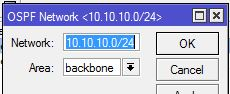 OSPF Network <10.10.10.0/24>
Network: 10.10.10.0/24 OK
Area: backbone Cancel